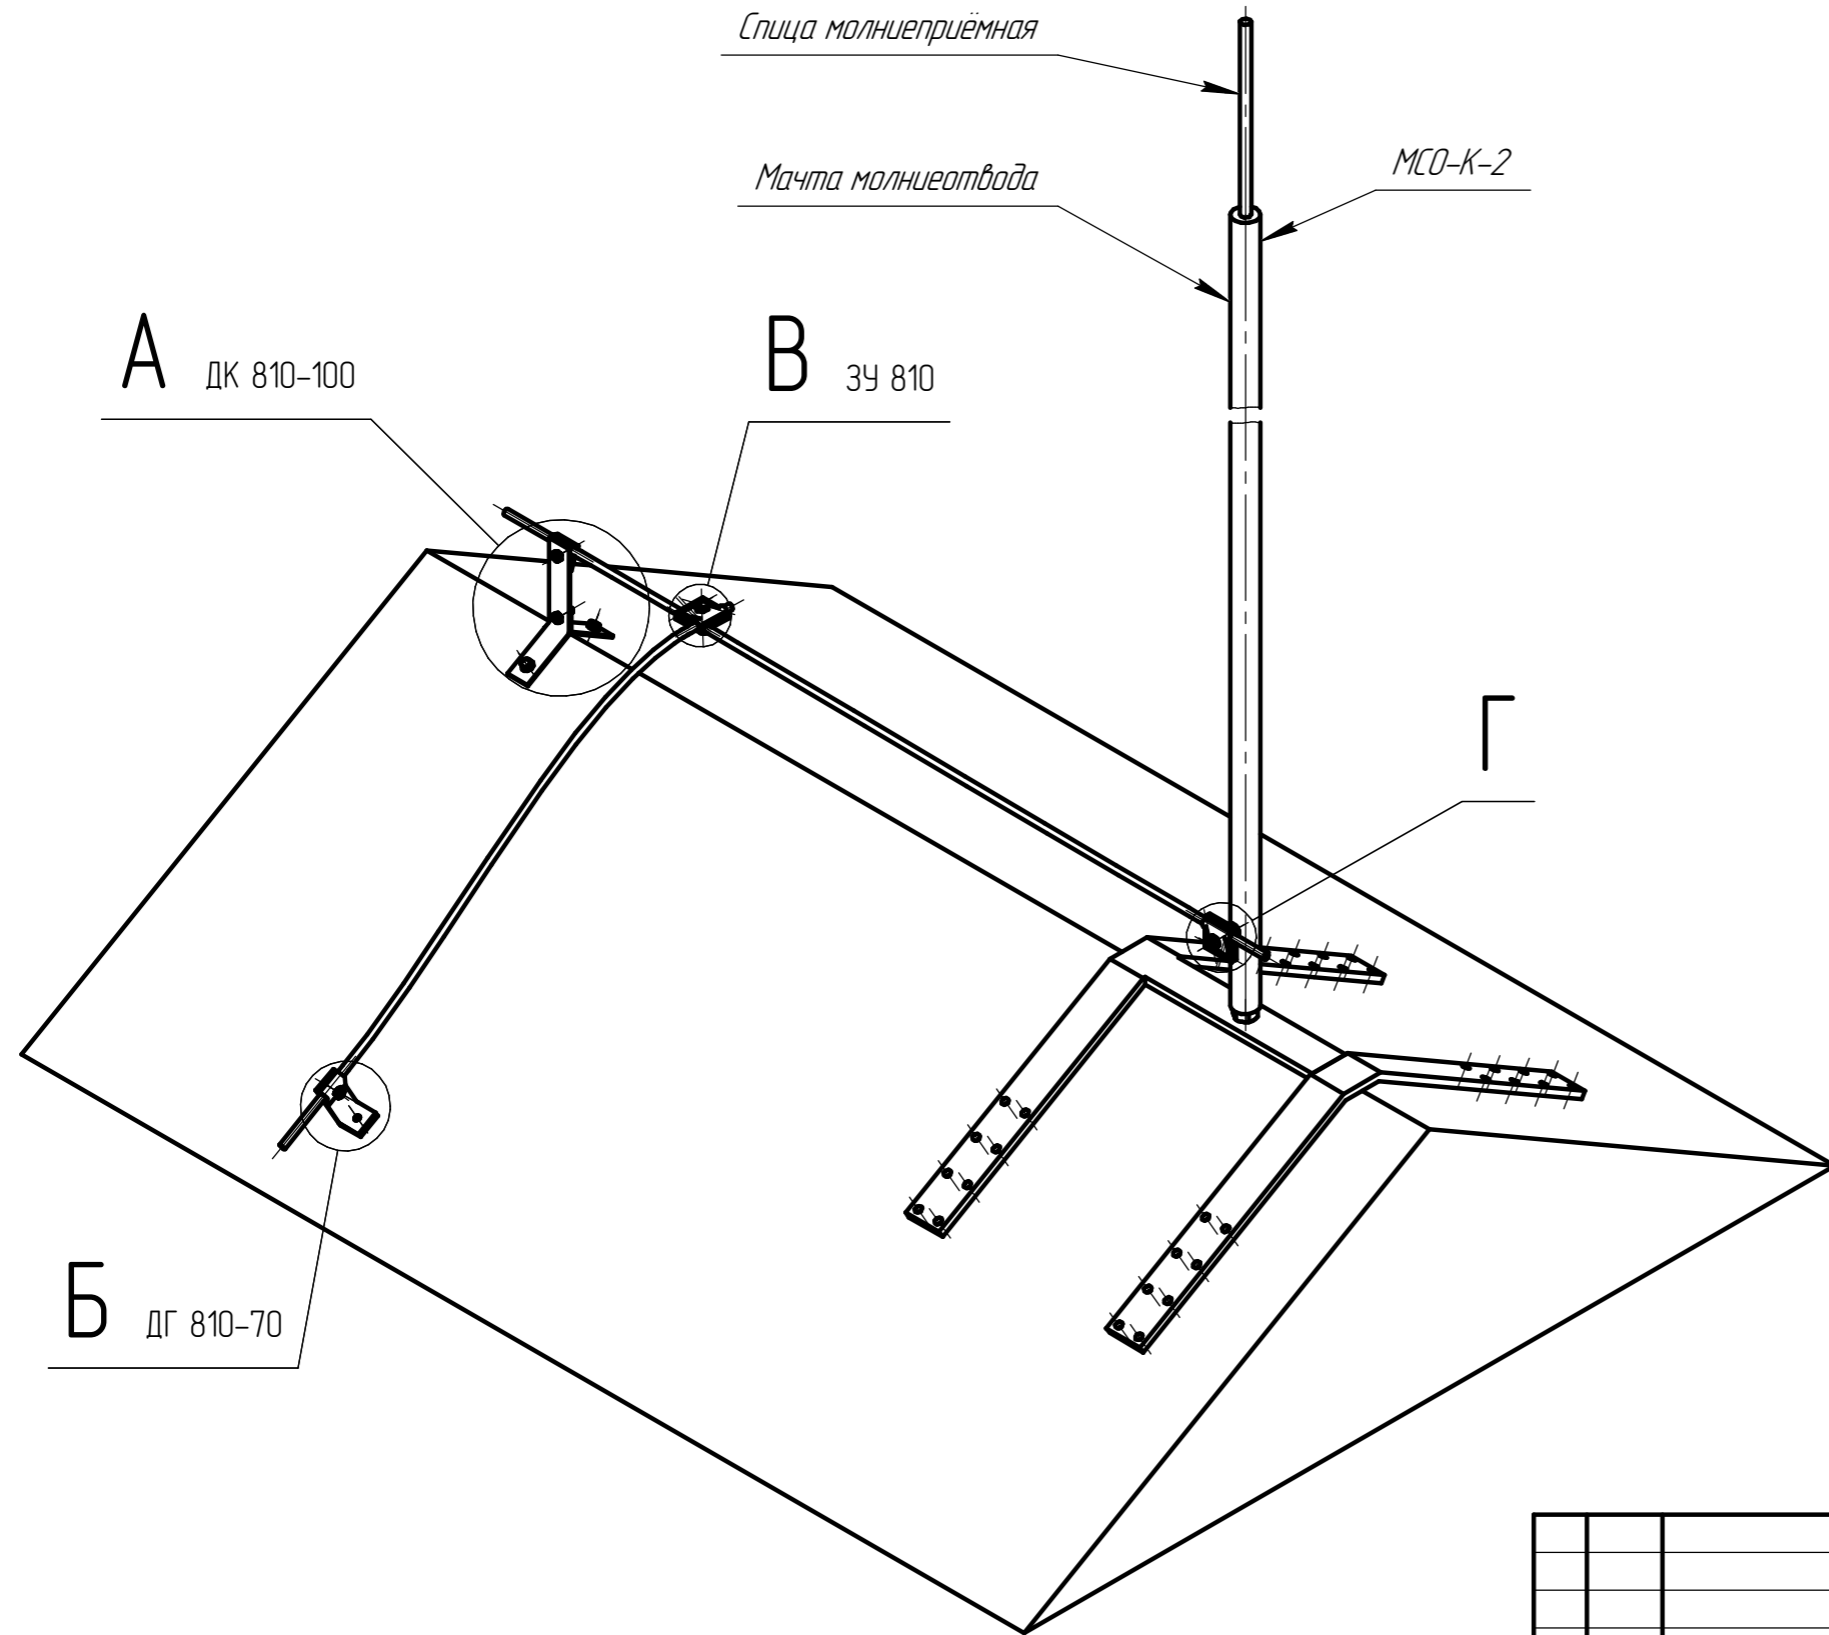 Спица молниеприёмная
Мачта молниеотвода
МСО-К-2
А ДК 810-100
В ЗУ 810
Г
Б ДГ 810-70